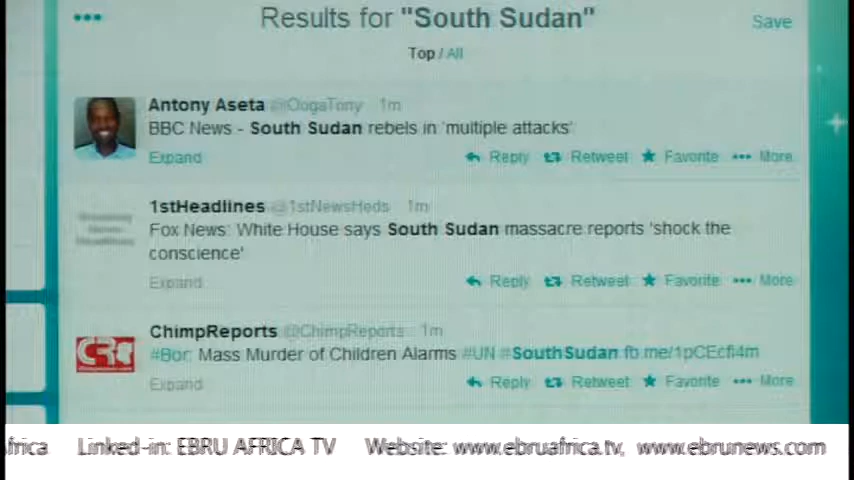 ••• Results for "South Sudan" Save
Top / All
Antony Aseta @OogaTony 1m
BBC News - South Sudan rebels in 'multiple attacks'
Expand Reply Retweet Favorite ••• More
1stHeadlines @1stNewsHeds 1m
Fox News: White House says South Sudan massacre reports 'shock the
conscience'
Expand Reply Retweet Favorite ••• More
ChimpReports @ChimpReports 1m
#Bor: Mass Murder of Children Alarms #UN #SouthSudan fb.me/1pCEcfi4m
Expand Reply Retweet Favorite ••• More
frica Linked-in: EBRU AFRICA TV Website: www.ebruafrica.tv, www.ebrunews.com